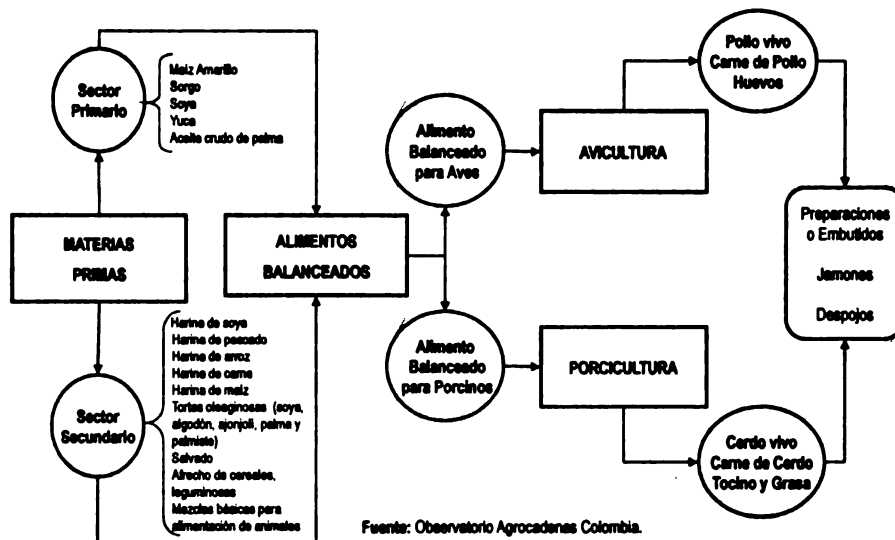 Sector
Primario
Maíz Amarillo
Sorgo
Soya
Yuca
Aceite crudo de palma
MATERIAS
PRIMAS
Sector
Secundario
Harina de soya
Harina de pescado
Harina de arroz
Harina de carne
Harina de maíz
Tortas oleaginosas (soya,
algodón, ajonjolí, palma y
palmiste)
Salvado
Afrecho de cereales,
leguminosas
Mezclas básicas para
alimentación de animales
ALIMENTOS
BALANCEADOS
Alimento
Balanceado
para Aves
AVICULTURA
Pollo vivo
Carne de Pollo
Huevos
Alimento
Balanceado
para Porcinos
PORCICULTURA
Cerdo vivo
Carne de Cerdo
Tocino y Grasa
Preparaciones
o Embutidos
Jamones
Despojos
Fuente: Observatorio Agrocadenas Colombia.